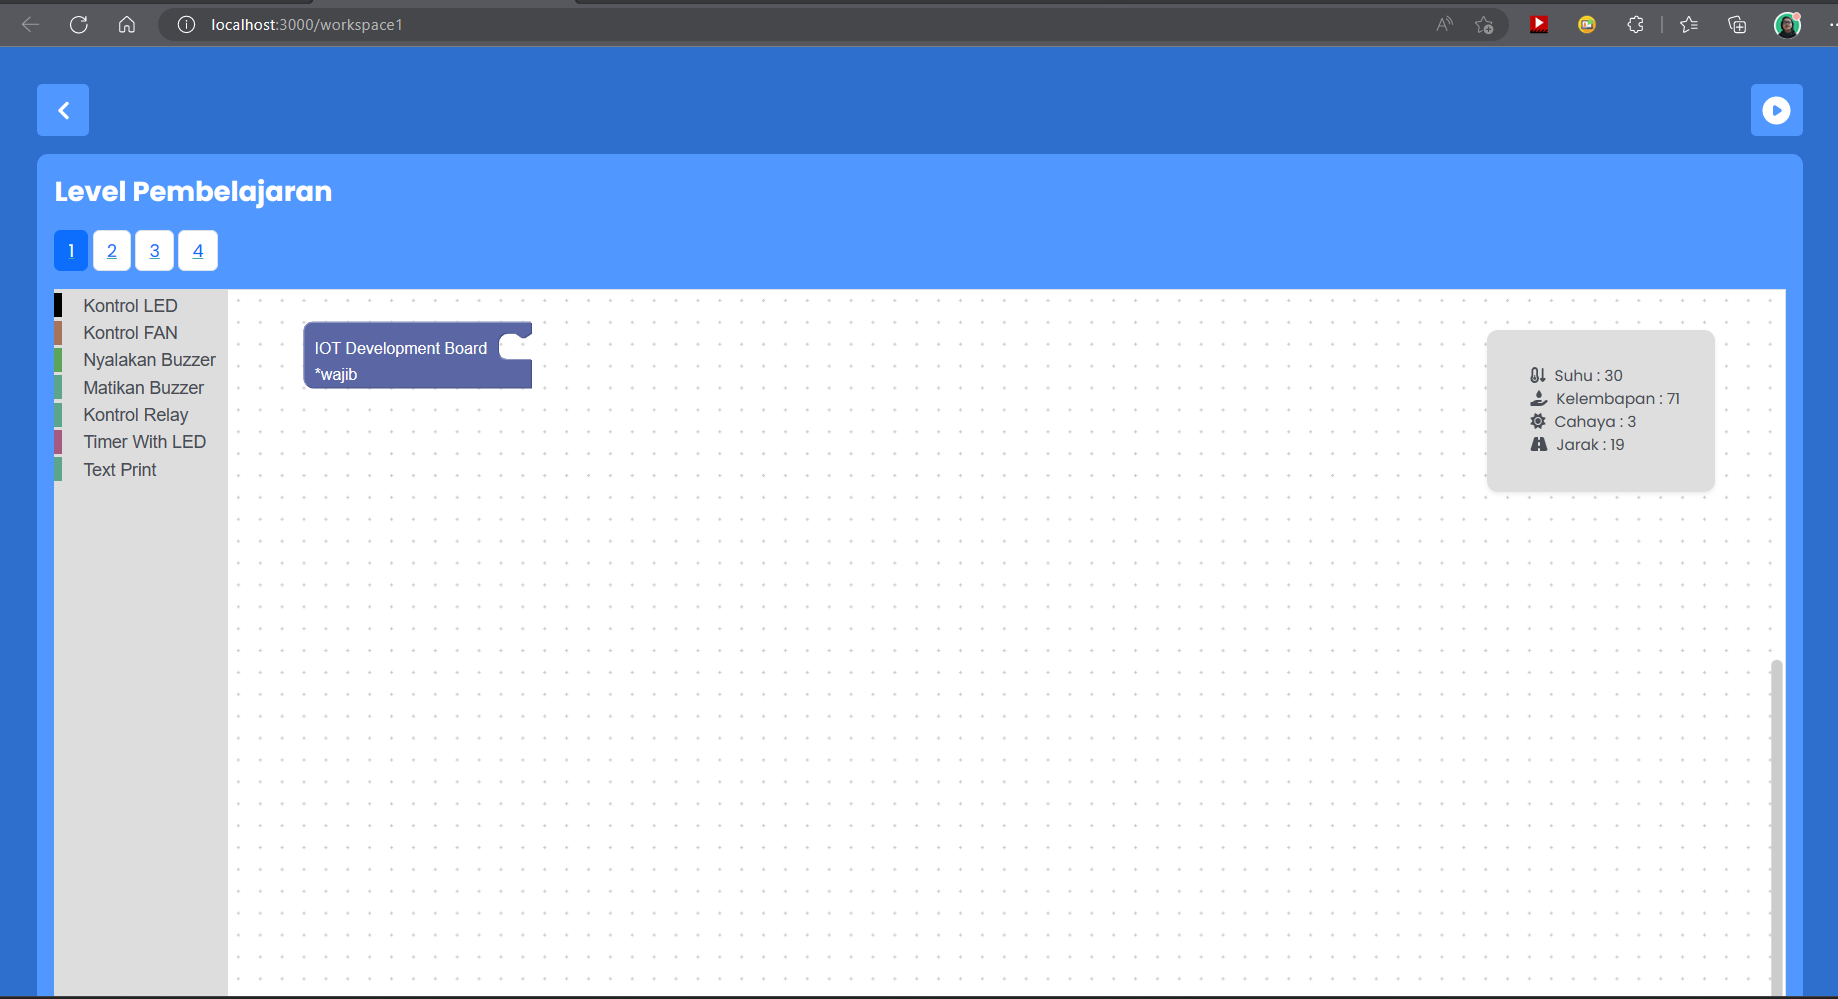 localhost:3000/workspace1
Level Pembelajaran
1 2 3 4
Kontrol LED
Kontrol FAN
Nyalakan Buzzer
Matikan Buzzer
Kontrol Relay
Timer With LED
Text Print
IOT Development Board
*wajib
Suhu : 30
Kelembapan : 71
Cahaya : 3
Jarak : 19